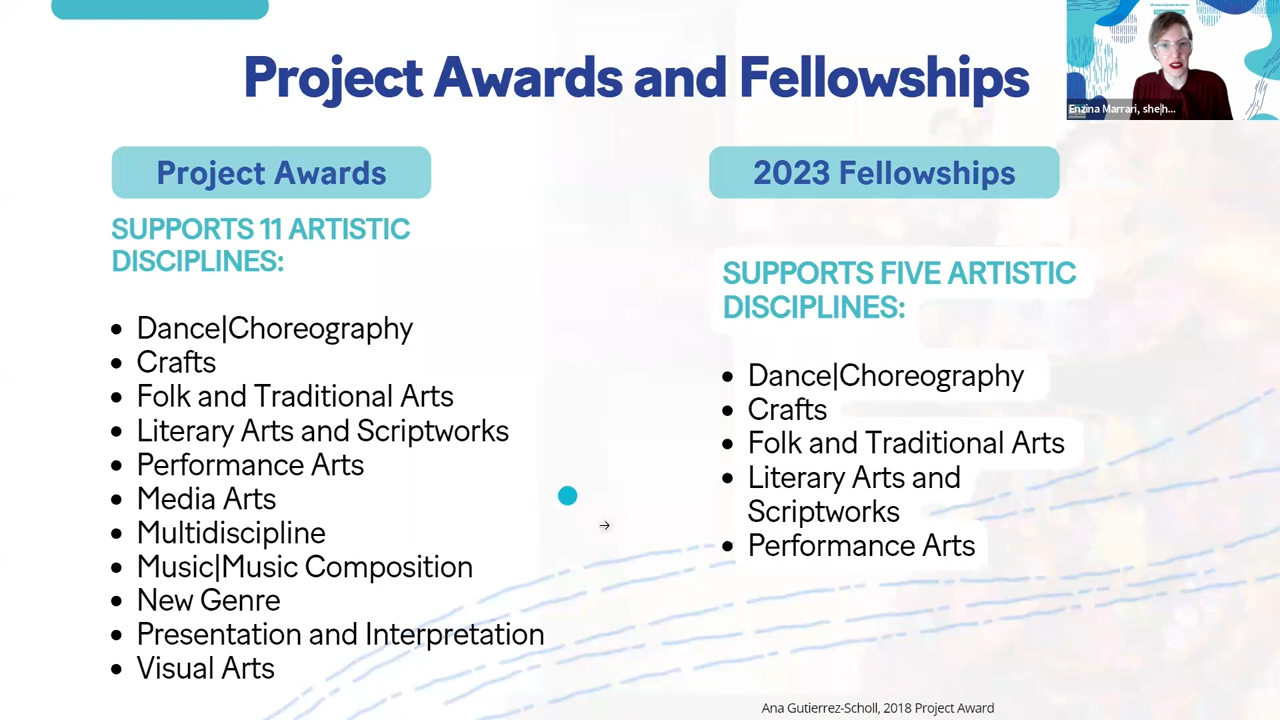 Project Awards and Fellowships
Enzina Marrari, she|h...
Project Awards
SUPPORTS 11 ARTISTIC
DISCIPLINES:
Dance|Choreography
Crafts
Folk and Traditional Arts
Literary Arts and Scriptworks
Performance Arts
Media Arts
Multidiscipline
Music|Music Composition
New Genre
Presentation and Interpretation
Visual Arts
2023 Fellowships
SUPPORTS FIVE ARTISTIC
DISCIPLINES:
Dance|Choreography
Crafts
Folk and Traditional Arts
Literary Arts and
Scriptworks
Performance Arts
Ana Gutierrez-Scholl, 2018 Project Award